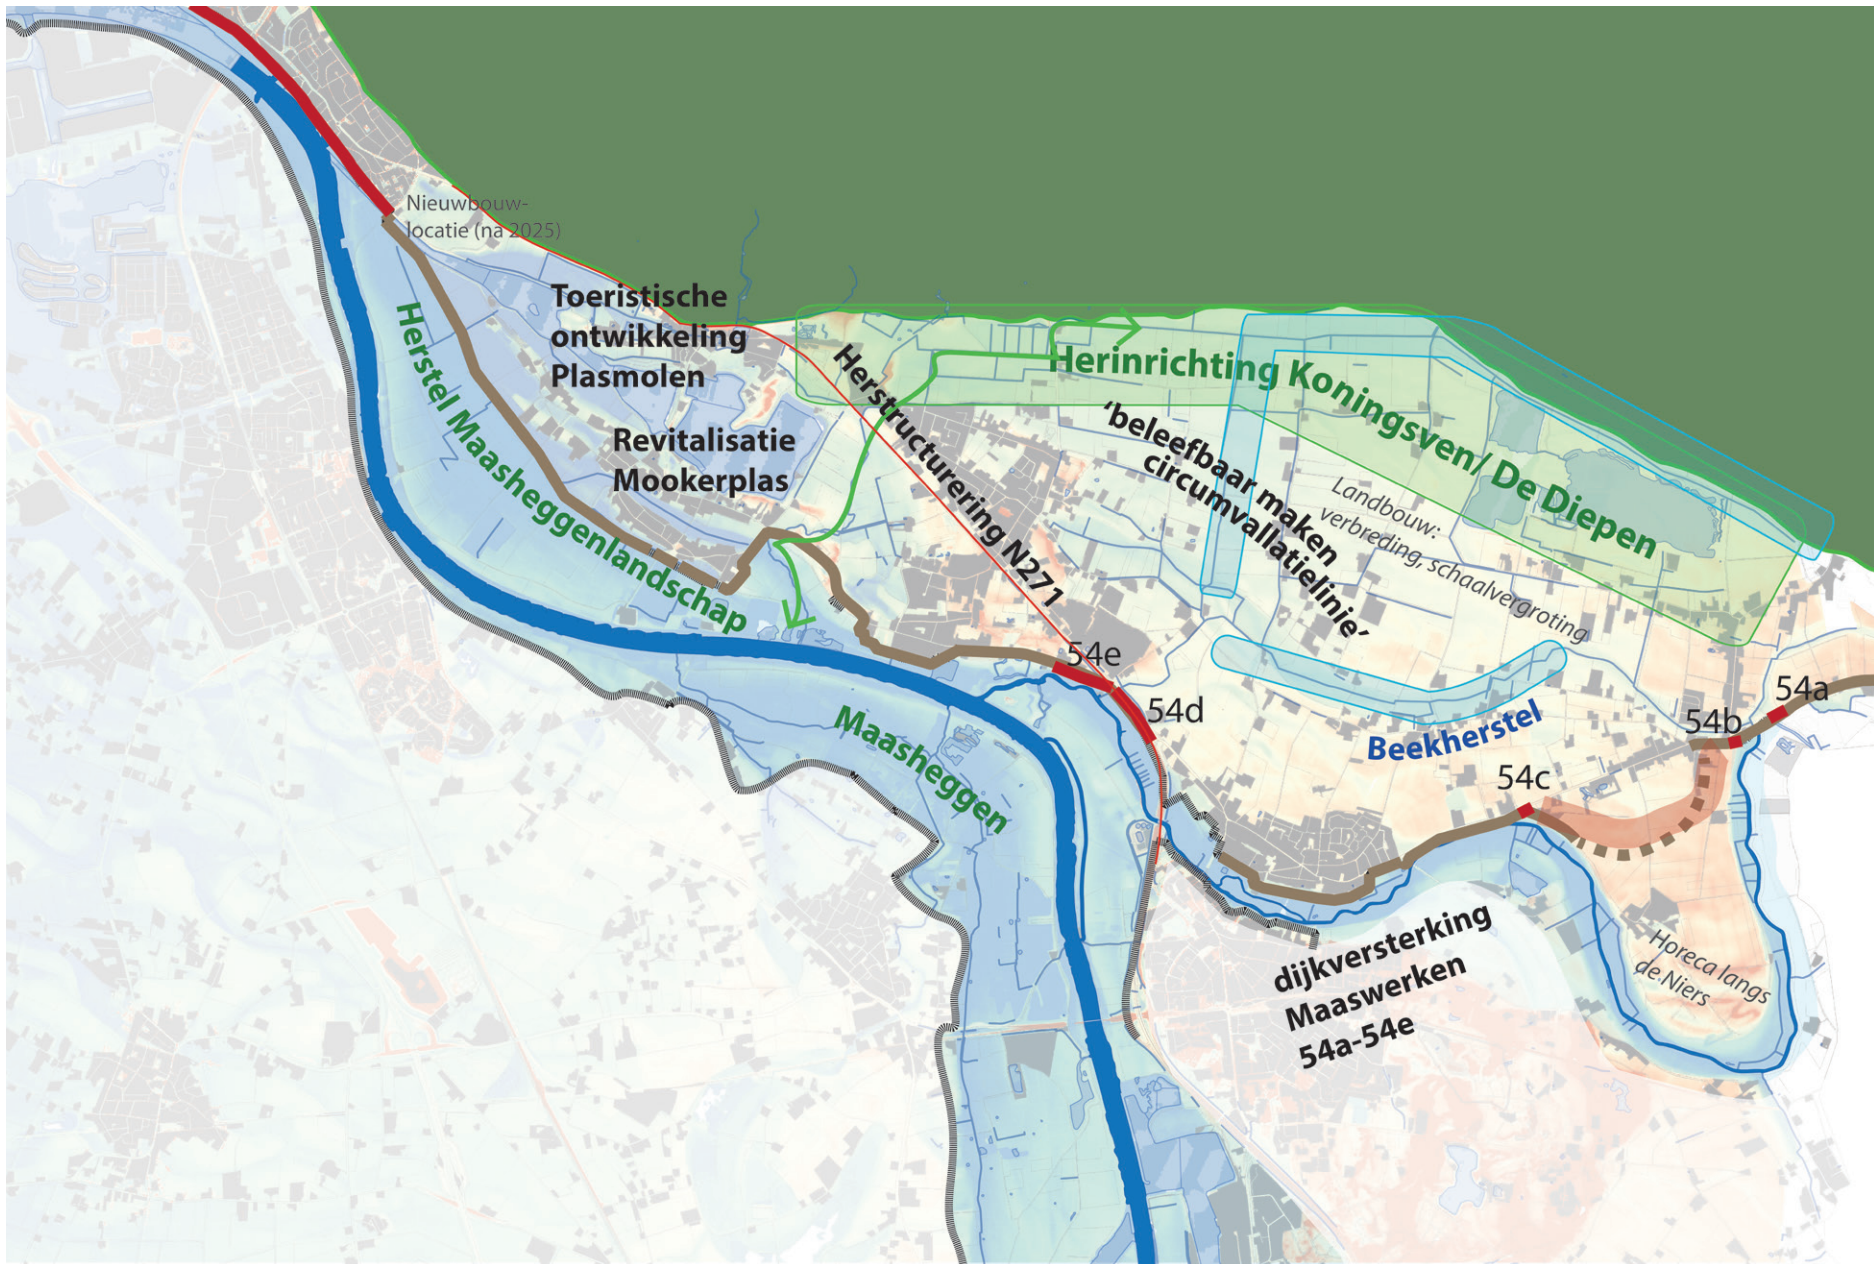 Nieuwbouw-
locatie (na 2025)
Toeristische
ontwikkeling
Plasmolen
Herstel Maasheggenlandschap
Revitalisatie
Mookerplas
Herstructurering N271
Herinrichting Koningsven/ De Diepen
‘beleefbaar maken
circumvallatielinie’
Landbouw:
verbreding, schaalvergroting
54e
54d
54a
54b
54c
Beekherstel
Maasheggen
dijkversterking
Maaswerken
54a-54e
Horeca langs
de Niers